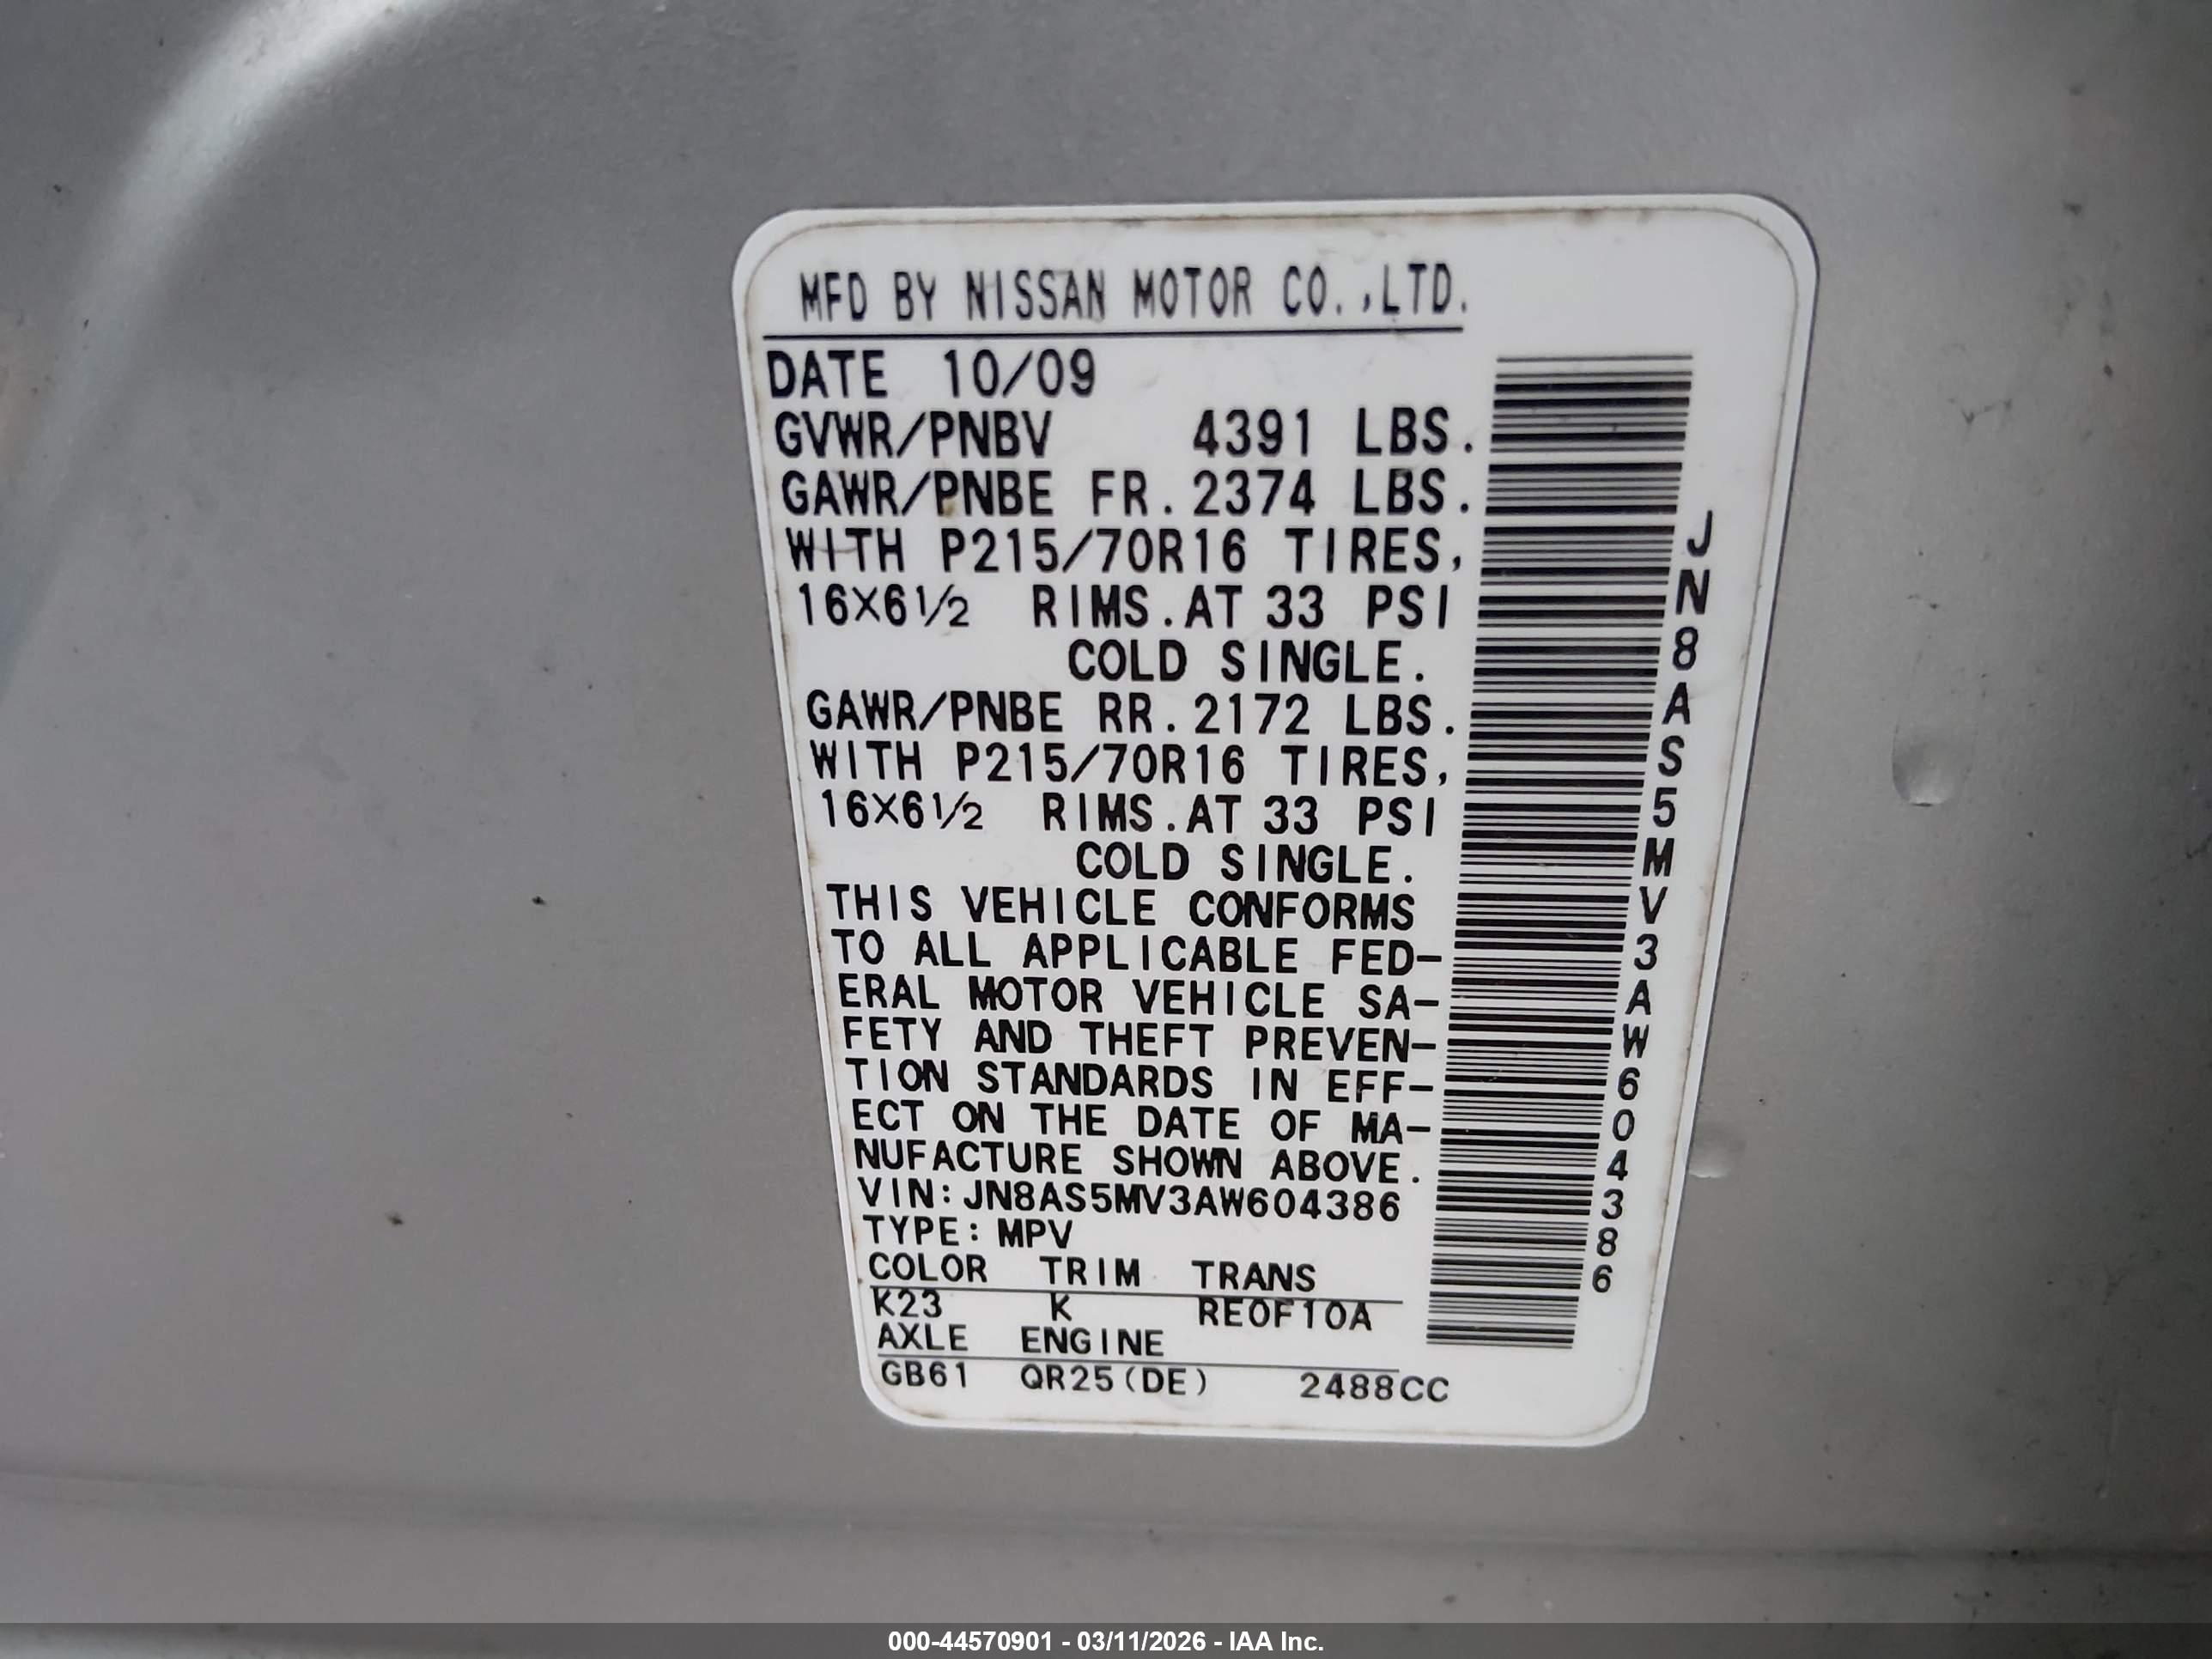 MFD BY NISSAN MOTOR CO.,LTD.
DATE 10/09
GVWR/PNBV 4391 LBS.
GAWR/PNBE FR.2374 LBS.
WITH P215/70R16 TIRES,
16X6½ RIMS.AT 33 PSI
COLD SINGLE.
GAWR/PNBE RR.2172 LBS.
WITH P215/70R16 TIRES,
16X6½ RIMS.AT 33 PSI
COLD SINGLE.
THIS VEHICLE CONFORMS
TO ALL APPLICABLE FED-
ERAL MOTOR VEHICLE SA-
FETY AND THEFT PREVEN-
TION STANDARDS IN EFF-
ECT ON THE DATE OF MA-
NUFACTURE SHOWN ABOVE.
VIN:JN8AS5MV3AW604386
TYPE:MPV
COLOR TRIM TRANS
K23 K RE0F10A
AXLE ENGINE
GB61 QR25(DE) 2488CC
JN8AS5MV3AW604386
000-44570901 - 03/11/2026 - IAA Inc.